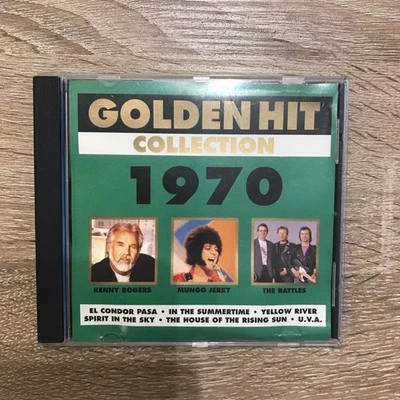 GOLDEN HIT
COLLECTION
1970
KENNY ROGERS MUNGO JERRY THE RATTLES
EL CONDOR PASA • IN THE SUMMERTIME • YELLOW RIVER
SPIRIT IN THE SKY • THE HOUSE OF THE RISING SUN • U.V.A.